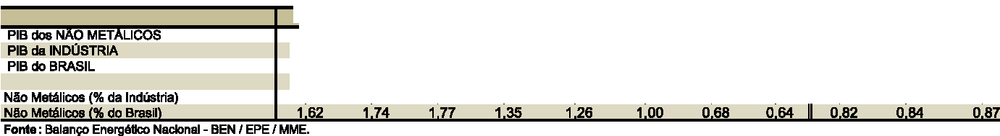 PIB dos NÃO METÁLICOS
PIB da INDÚSTRIA
PIB do BRASIL
Não Metálicos (% da Indústria)
Não Metálicos (% do Brasil) 1,62 1,74 1,77 1,35 1,26 1,00 0,68 0,64 0,82 0,84 0,87
Fonte: Balanço Energético Nacional - BEN / EPE / MME.